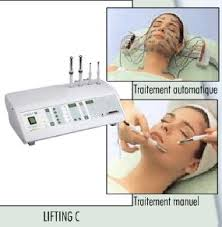 Traitement automatique
Traitement manuel
LIFTING C